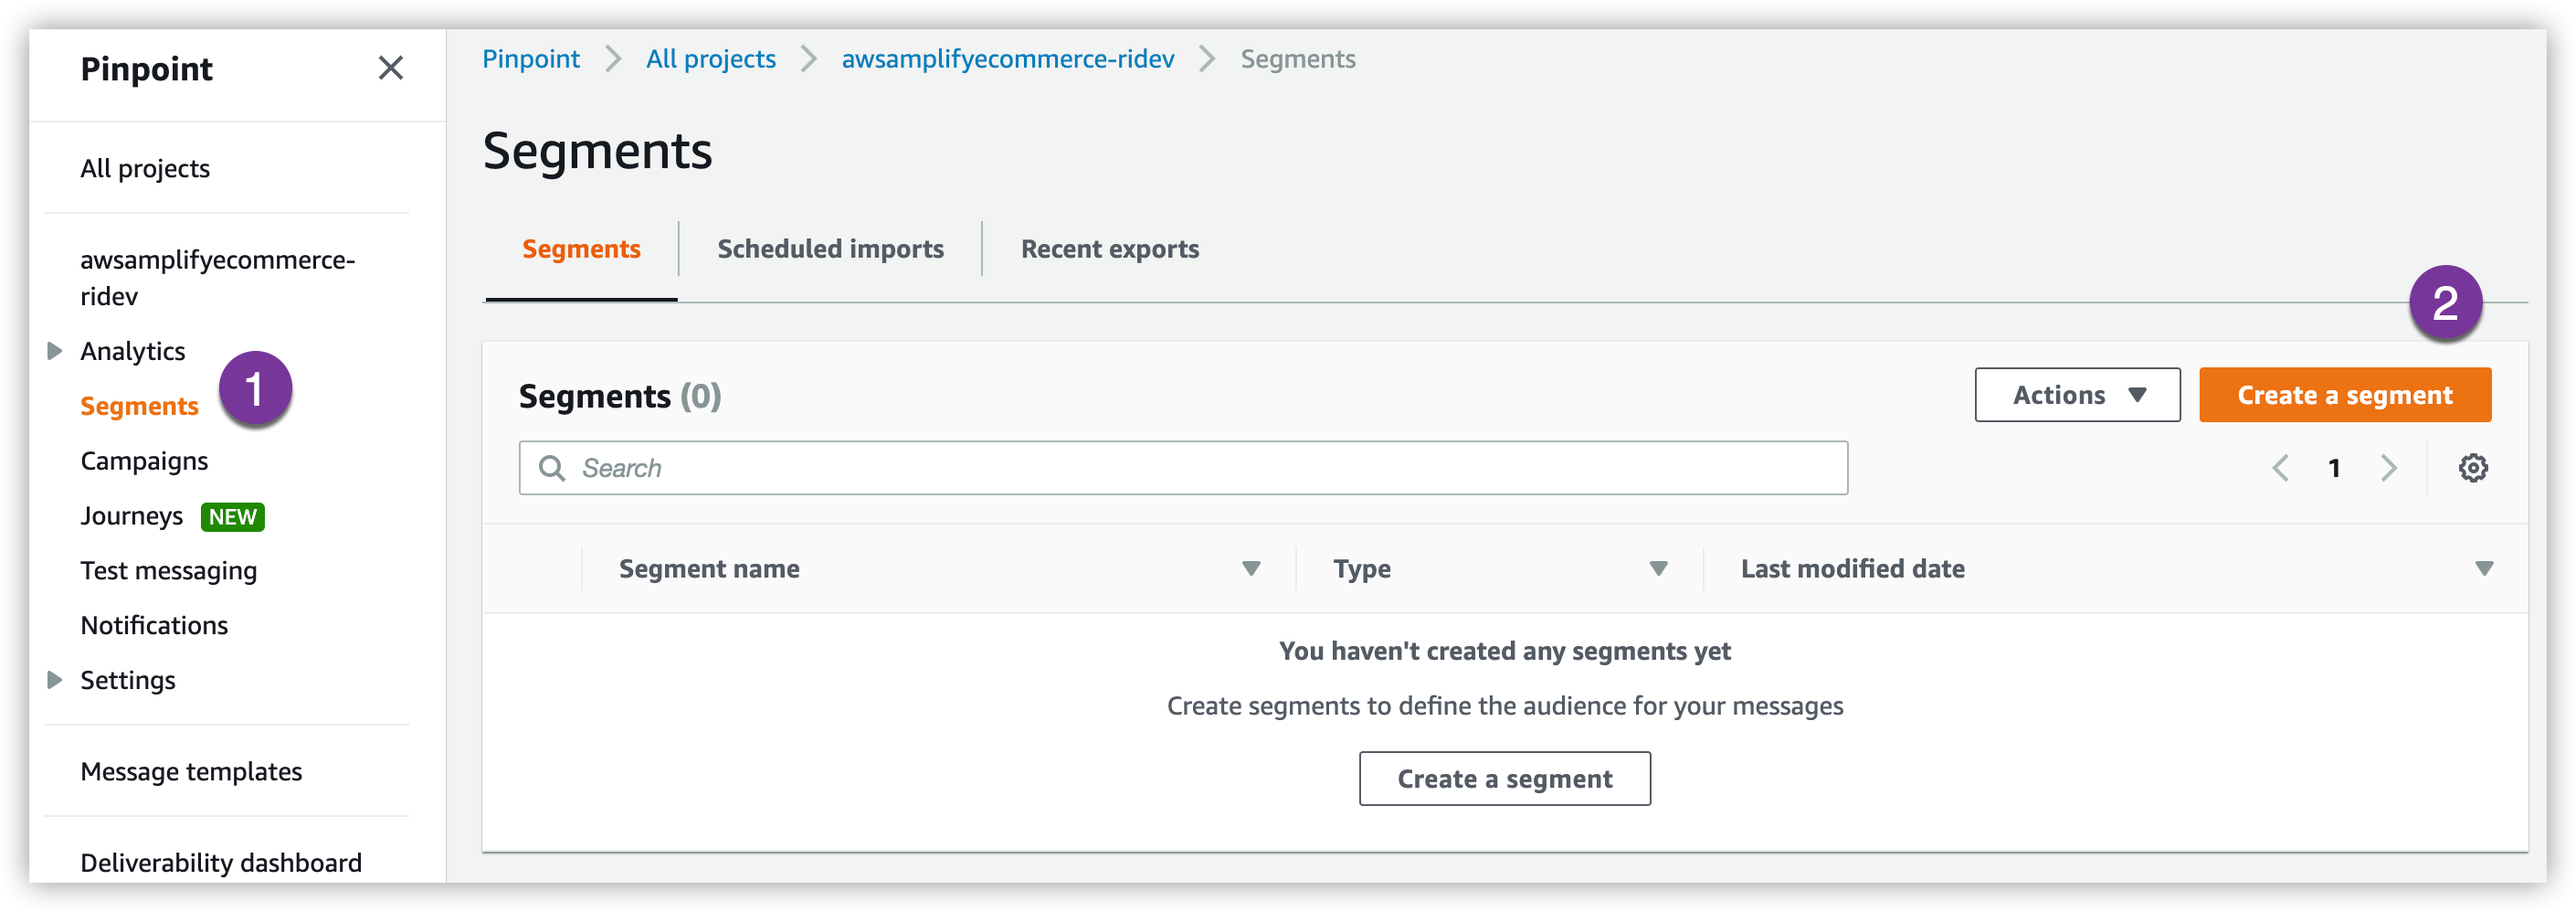 Pinpoint
All projects
awsamplifyecommerce-
ridev
Analytics
Segments
1
Campaigns
Journeys NEW
Test messaging
Notifications
Settings
Message templates
Deliverability dashboard
Pinpoint All projects awsamplifyecommerce-ridev Segments
Segments
Segments Scheduled imports Recent exports
2
Segments (0) Actions Create a segment
Search 1
Segment name Type Last modified date
You haven't created any segments yet
Create segments to define the audience for your messages
Create a segment